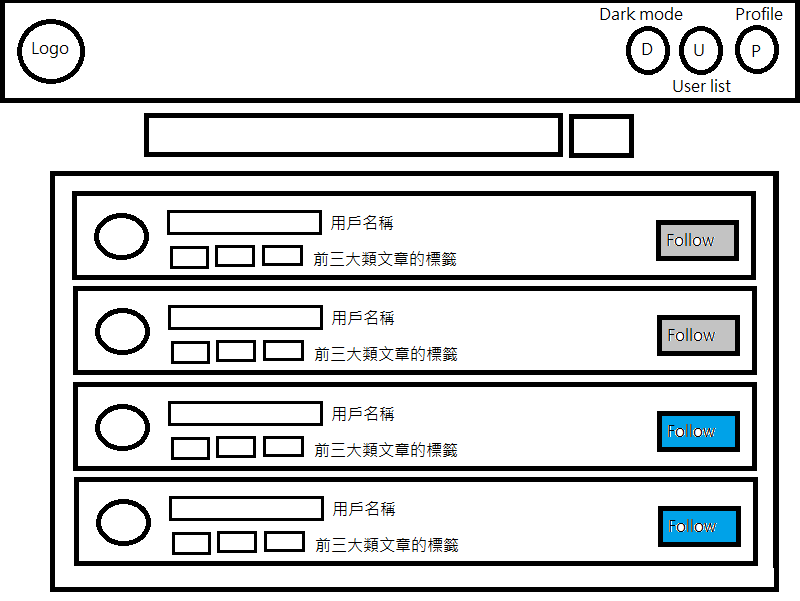 Dark mode
Profile
Logo
D
U
P
User list
用戶名稱
Follow
前三大類文章的標籤
用戶名稱
Follow
前三大類文章的標籤
用戶名稱
Follow
前三大類文章的標籤
用戶名稱
Follow
前三大類文章的標籤